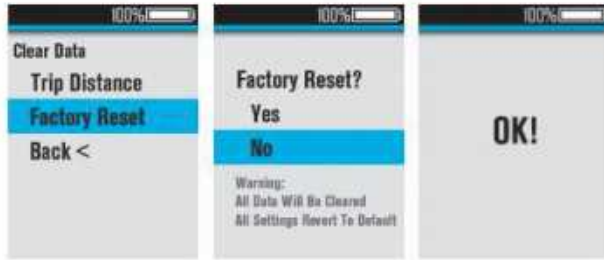 100%
Clear Data
Trip Distance
Factory Reset
Back <
100%
Factory Reset?
Yes
No
Warning:
All Data Will Be Cleared
All Settings Revert To Default
100%
OK!